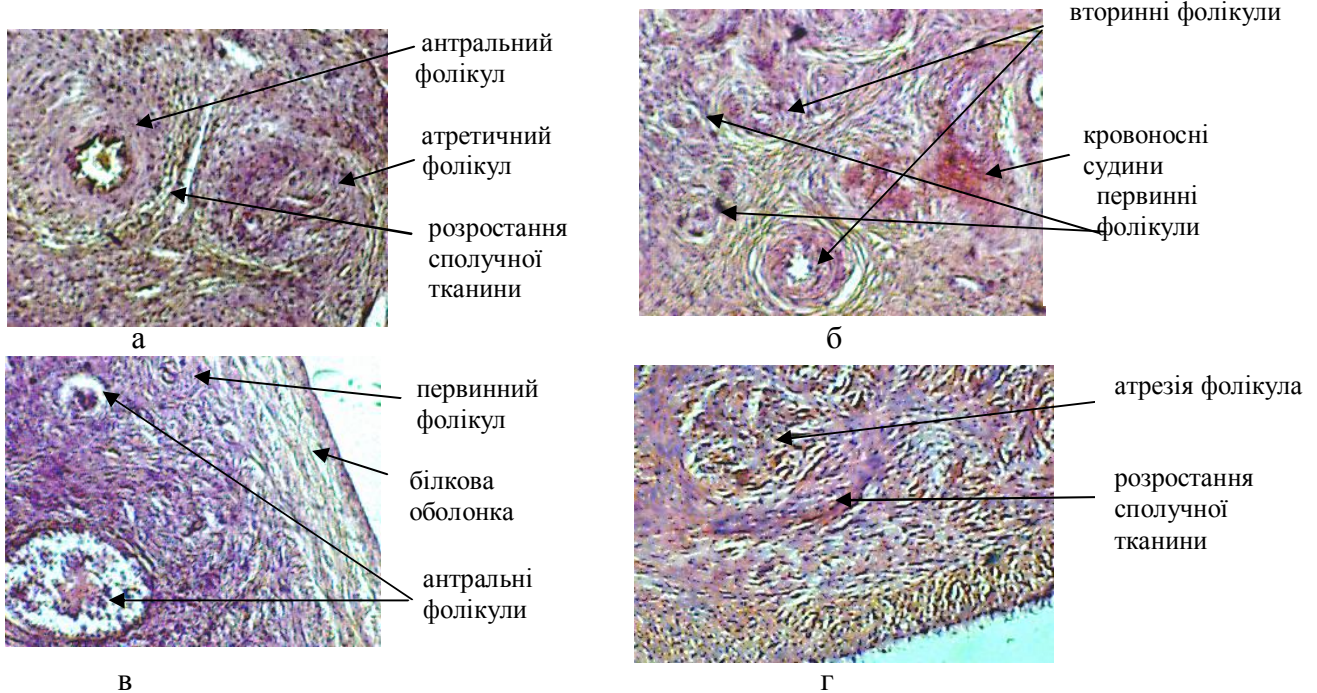 антральний
фолікул
атретичний
фолікул
розростання
сполучної
тканини
а
вторинні фолікули
кровоносні
судини
первинні
фолікули
б
первинний
фолікул
білкова
оболонка
антральні
фолікули
в
атрезія фолікула
розростання
сполучної
тканини
г